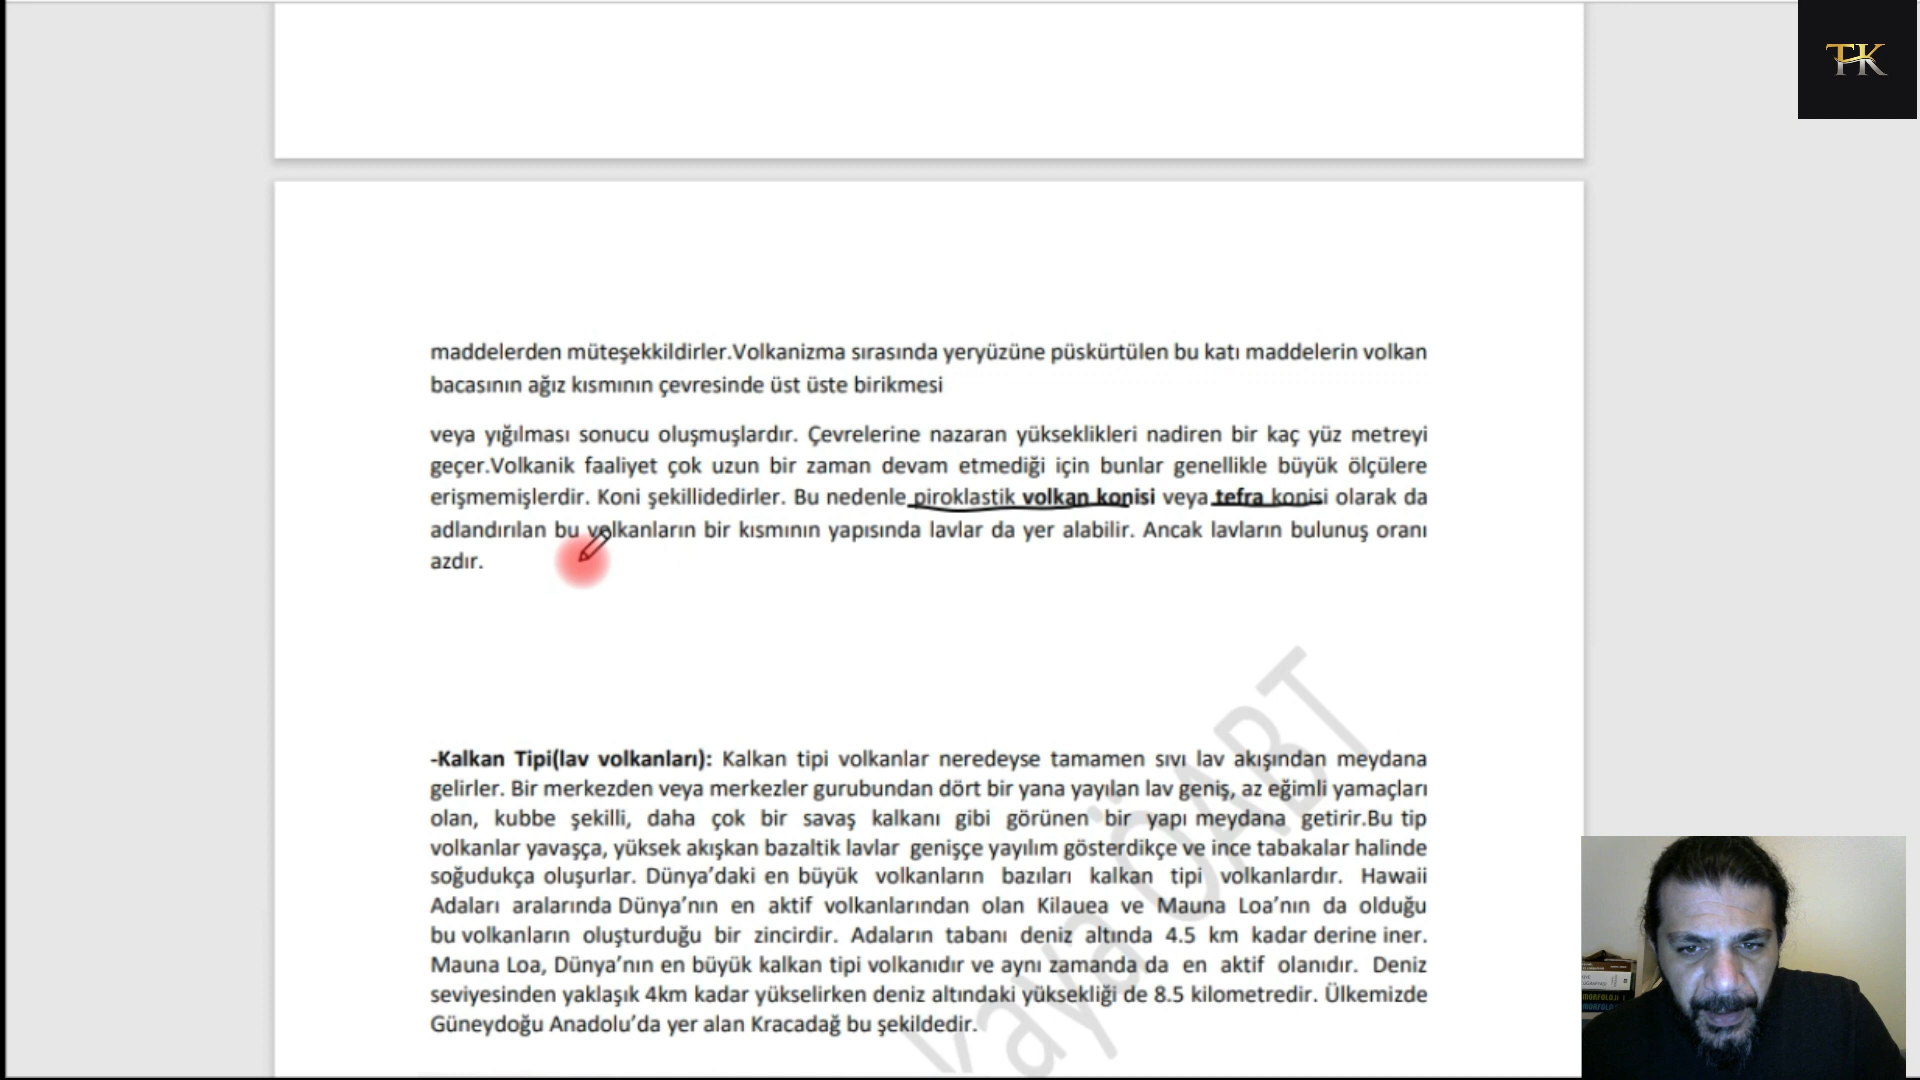 TK
maddelerden müteşekkildirler.Volkanizma sırasında yeryüzüne püskürtülen bu katı maddelerin volkan
bacasının ağız kısmının çevresinde üst üste birikmesi
veya yığılması sonucu oluşmuşlardır. Çevrelerine nazaran yükseklikleri nadiren bir kaç yüz metreyi
geçer.Volkanik faaliyet çok uzun bir zaman devam etmediği için bunlar genellikle büyük ölçülere
erişmemişlerdir. Koni şekillidedirler. Bu nedenle piroklastik volkan konisi veya tefra konisi olarak da
adlandırılan bu volkanların bir kısmının yapısında lavlar da yer alabilir. Ancak lavların bulunuş oranı
azdır.
-Kalkan Tipi(lav volkanları): Kalkan tipi volkanlar neredeyse tamamen sıvı lav akışından meydana
gelirler. Bir merkezden veya merkezler gurubundan dört bir yana yayılan lav geniş, az eğimli yamaçları
olan, kubbe şekilli, daha çok bir savaş kalkanı gibi görünen bir yapı meydana getirir.Bu tip
volkanlar yavaşça, yüksek akışkan bazaltik lavlar genişçe yayılım gösterdikçe ve ince tabakalar halinde
soğudukça oluşurlar. Dünya’daki en büyük volkanların bazıları kalkan tipi volkanlardır. Hawaii
Adaları aralarında Dünya’nın en aktif volkanlarından olan Kilauea ve Mauna Loa’nın da olduğu
bu volkanların oluşturduğu bir zincirdir. Adaların tabanı deniz altında 4.5 km kadar derine iner.
Mauna Loa, Dünya’nın en büyük kalkan tipi volkanıdır ve aynı zamanda da en aktif olanıdır. Deniz
seviyesinden yaklaşık 4km kadar yükselirken deniz altındaki yüksekliği de 8.5 kilometredir. Ülkemizde
Güneydoğu Anadolu’da yer alan Kracadağ bu şekildedir.
Kaya ÖABT